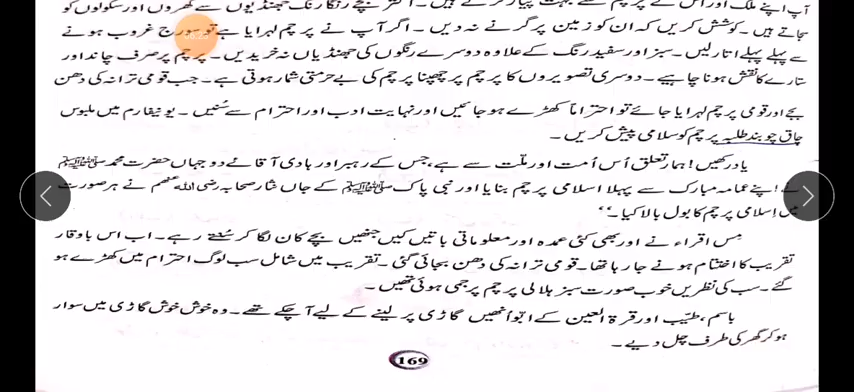 آپ اپنے ملک اور اس کے پرچم سے بہت پیار کرتے ہیں۔ اکثر بچے رنگا رنگ جھنڈیوں سے گھروں اور سکولوں کو
سجاتے ہیں۔ کوشش کریں کہ ان کو زمین پر گرنے نہ دیں۔ اگر آپ نے پرچم لہرایا ہے تو سورج غروب ہونے
سے پہلے پہلے اتار لیں۔ سبز اور سفید رنگ کے علاوہ دوسرے رنگوں کی جھنڈیاں نہ خریدیں۔ پرچم پر صرف چاند اور
ستارے کا نقش ہونا چاہیے۔ دوسری تصویروں کا پرچم پر چھپنا پرچم کی بے حرمتی شمار ہوتی ہے۔ جب قومی ترانہ کی دھن
بجے اور قومی پرچم لہرایا جائے تو احتراماً کھڑے ہو جائیں اور نہایت ادب اور احترام سے سُنیں۔ یونیفارم میں ملبوس
چاق چوبند طلبہ پرچم کو سلامی پیش کریں۔
یاد رکھیں! ہمارا تعلق اُس اُمت اور ملّت سے ہے، جس کے رہبر اور ہادی آقائے دو جہاں حضرت محمد ﷺ
نے اپنے عمامہ مبارک سے پہلا اسلامی پرچم بنایا اور نبی پاک ﷺ کے جاں نثار صحابہ رضی اللہ عنھم نے ہر صورت
میں اِسلامی پرچم کا بول بالا کیا۔‘‘
مس اقراء نے اور بھی کئی عمدہ اور معلوماتی باتیں کیں جنھیں بچے کان لگا کر سُنتے رہے۔ اب اس باوقار
تقریب کا اختتام ہونے جا رہا تھا۔ قومی ترانہ کی دھن بجائی گئی۔ تقریب میں شامل سب لوگ احترام میں کھڑے ہو
گئے۔ سب کی نظریں خوب صورت سبز ہلالی پرچم پر جمی ہوئی تھیں۔
باسم، طیّب اور قرۃ العین کے ابّو اُنھیں گاڑی پر لینے کے لیے آ چکے تھے۔ وہ خوش خوش گاڑی میں سوار
ہو کر گھر کی طرف چل دیے۔
169